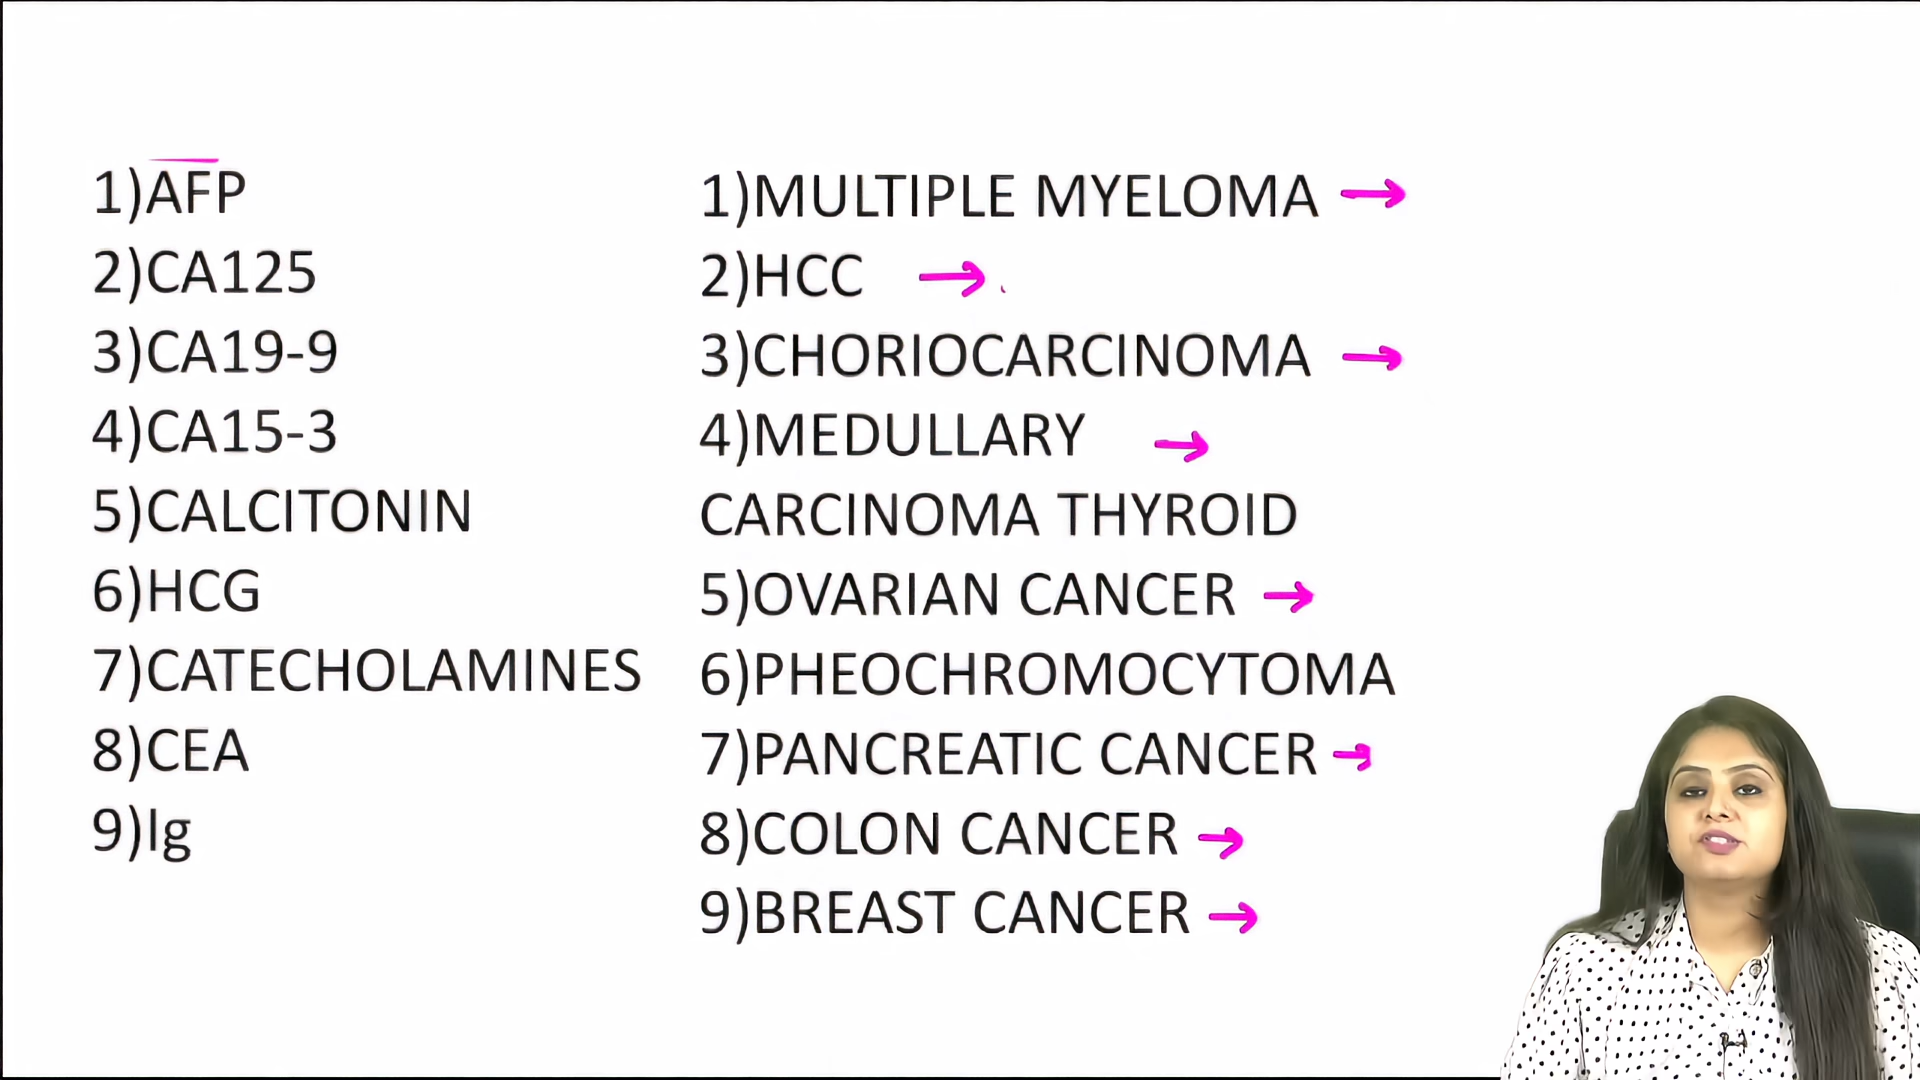 1)AFP
2)CA125
3)CA19-9
4)CA15-3
5)CALCITONIN
6)HCG
7)CATECHOLAMINES
8)CEA
9)Ig
1)MULTIPLE MYELOMA
2)HCC
3)CHORIOCARCINOMA
4)MEDULLARY
CARCINOMA THYROID
5)OVARIAN CANCER
6)PHEOCHROMOCYTOMA
7)PANCREATIC CANCER
8)COLON CANCER
9)BREAST CANCER